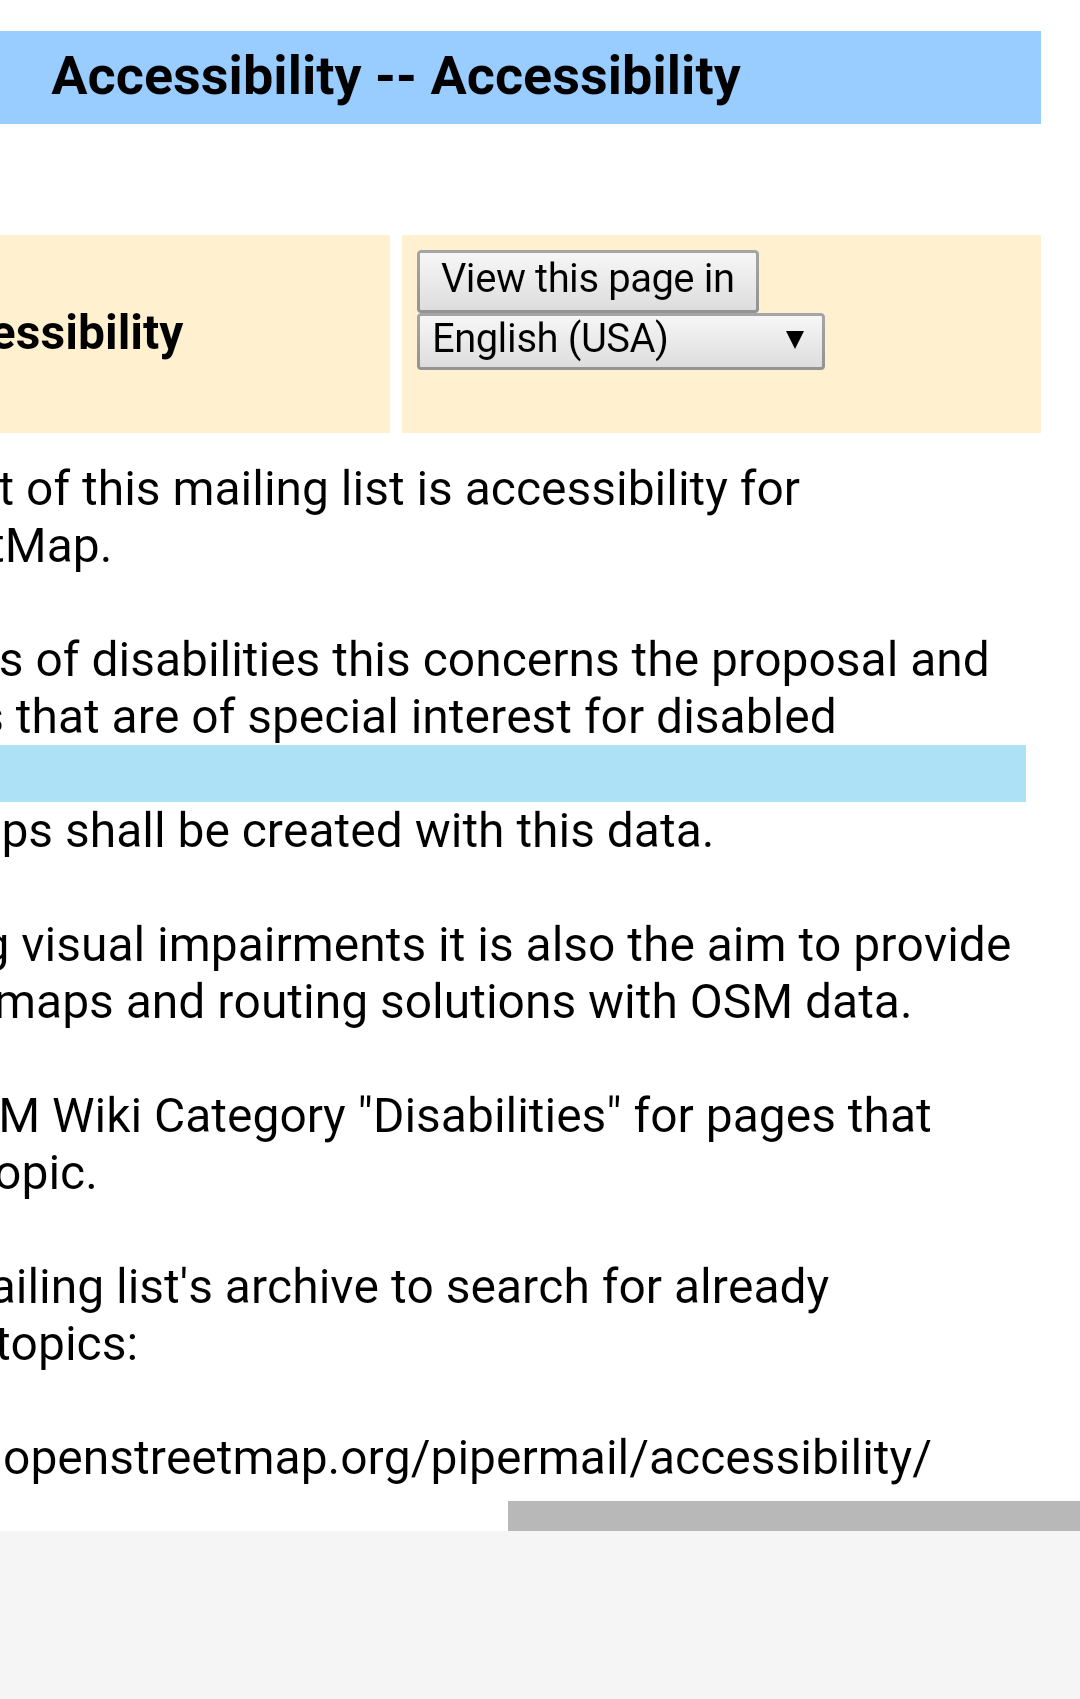 Accessibility -- Accessibility
essibility
View this page in
English (USA) ▼
t of this mailing list is accessibility for
tMap.
s of disabilities this concerns the proposal and
s that are of special interest for disabled
ps shall be created with this data.
g visual impairments it is also the aim to provide
maps and routing solutions with OSM data.
M Wiki Category "Disabilities" for pages that
opic.
ailing list's archive to search for already
topics:
openstreetmap.org/pipermail/accessibility/